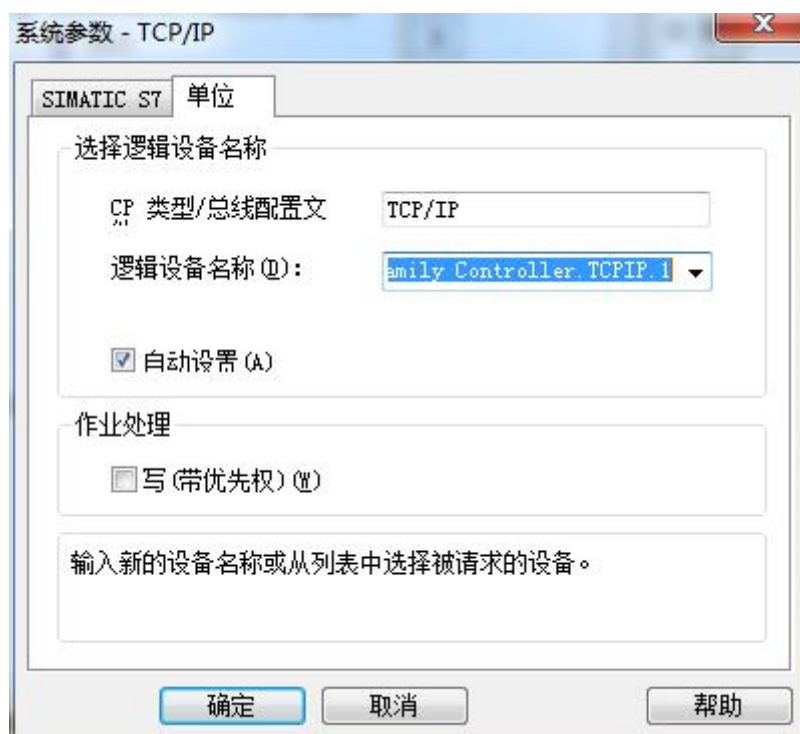 系统参数 - TCP/IP
SIMATIC S7 单位
选择逻辑设备名称
CP 类型/总线配置文
TCP/IP
逻辑设备名称(D):
amily Controller.TCPIP.1
自动设置(A)
作业处理
写(带优先权)(W)
输入新的设备名称或从列表中选择被请求的设备。
确定 取消 帮助